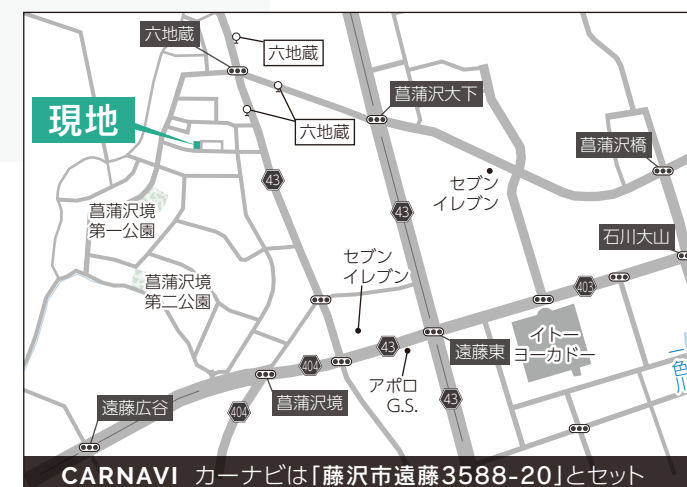 六地蔵
六地蔵
菖蒲沢大下
現地
六地蔵
菖蒲沢橋
43
セブン
イレブン
43
菖蒲沢境
第一公園
石川大山
セブン
イレブン
菖蒲沢境
第二公園
403
イトー
ヨーカドー
遠藤東
43
404
一色川
アポロ
G.S.
43
404
菖蒲沢境
遠藤広谷
CARNAVI カーナビは「藤沢市遠藤3588-20」とセット